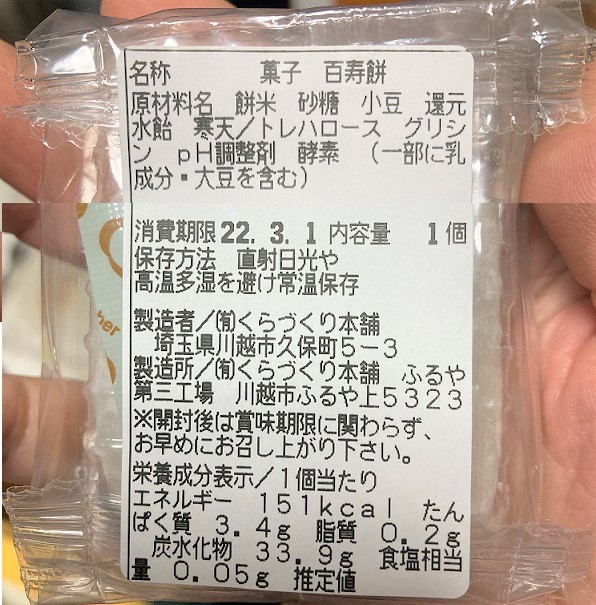 名称　菓子　百寿餅
原材料名　餅米　砂糖　小豆　還元
水飴　寒天／トレハロース　グリシ
ン　ｐＨ調整剤　酵素　（一部に乳
成分・大豆を含む）
消費期限22. 3. 1 内容量　1個
保存方法　直射日光や
高温多湿を避け常温保存
製造者／㈲くらづくり本舗
埼玉県川越市久保町５－３
製造所／㈲くらづくり本舗　ふるや
第三工場　川越市ふるや上５３２３
※開封後は賞味期限に関わらず、
お早めにお召し上がり下さい。
栄養成分表示／１個当たり
エネルギー　１５１ｋｃａｌ　たん
ぱく質　３．４ｇ　脂質　０．２ｇ
炭水化物　３３．９ｇ　食塩相当
量　０．０５ｇ　推定値
her